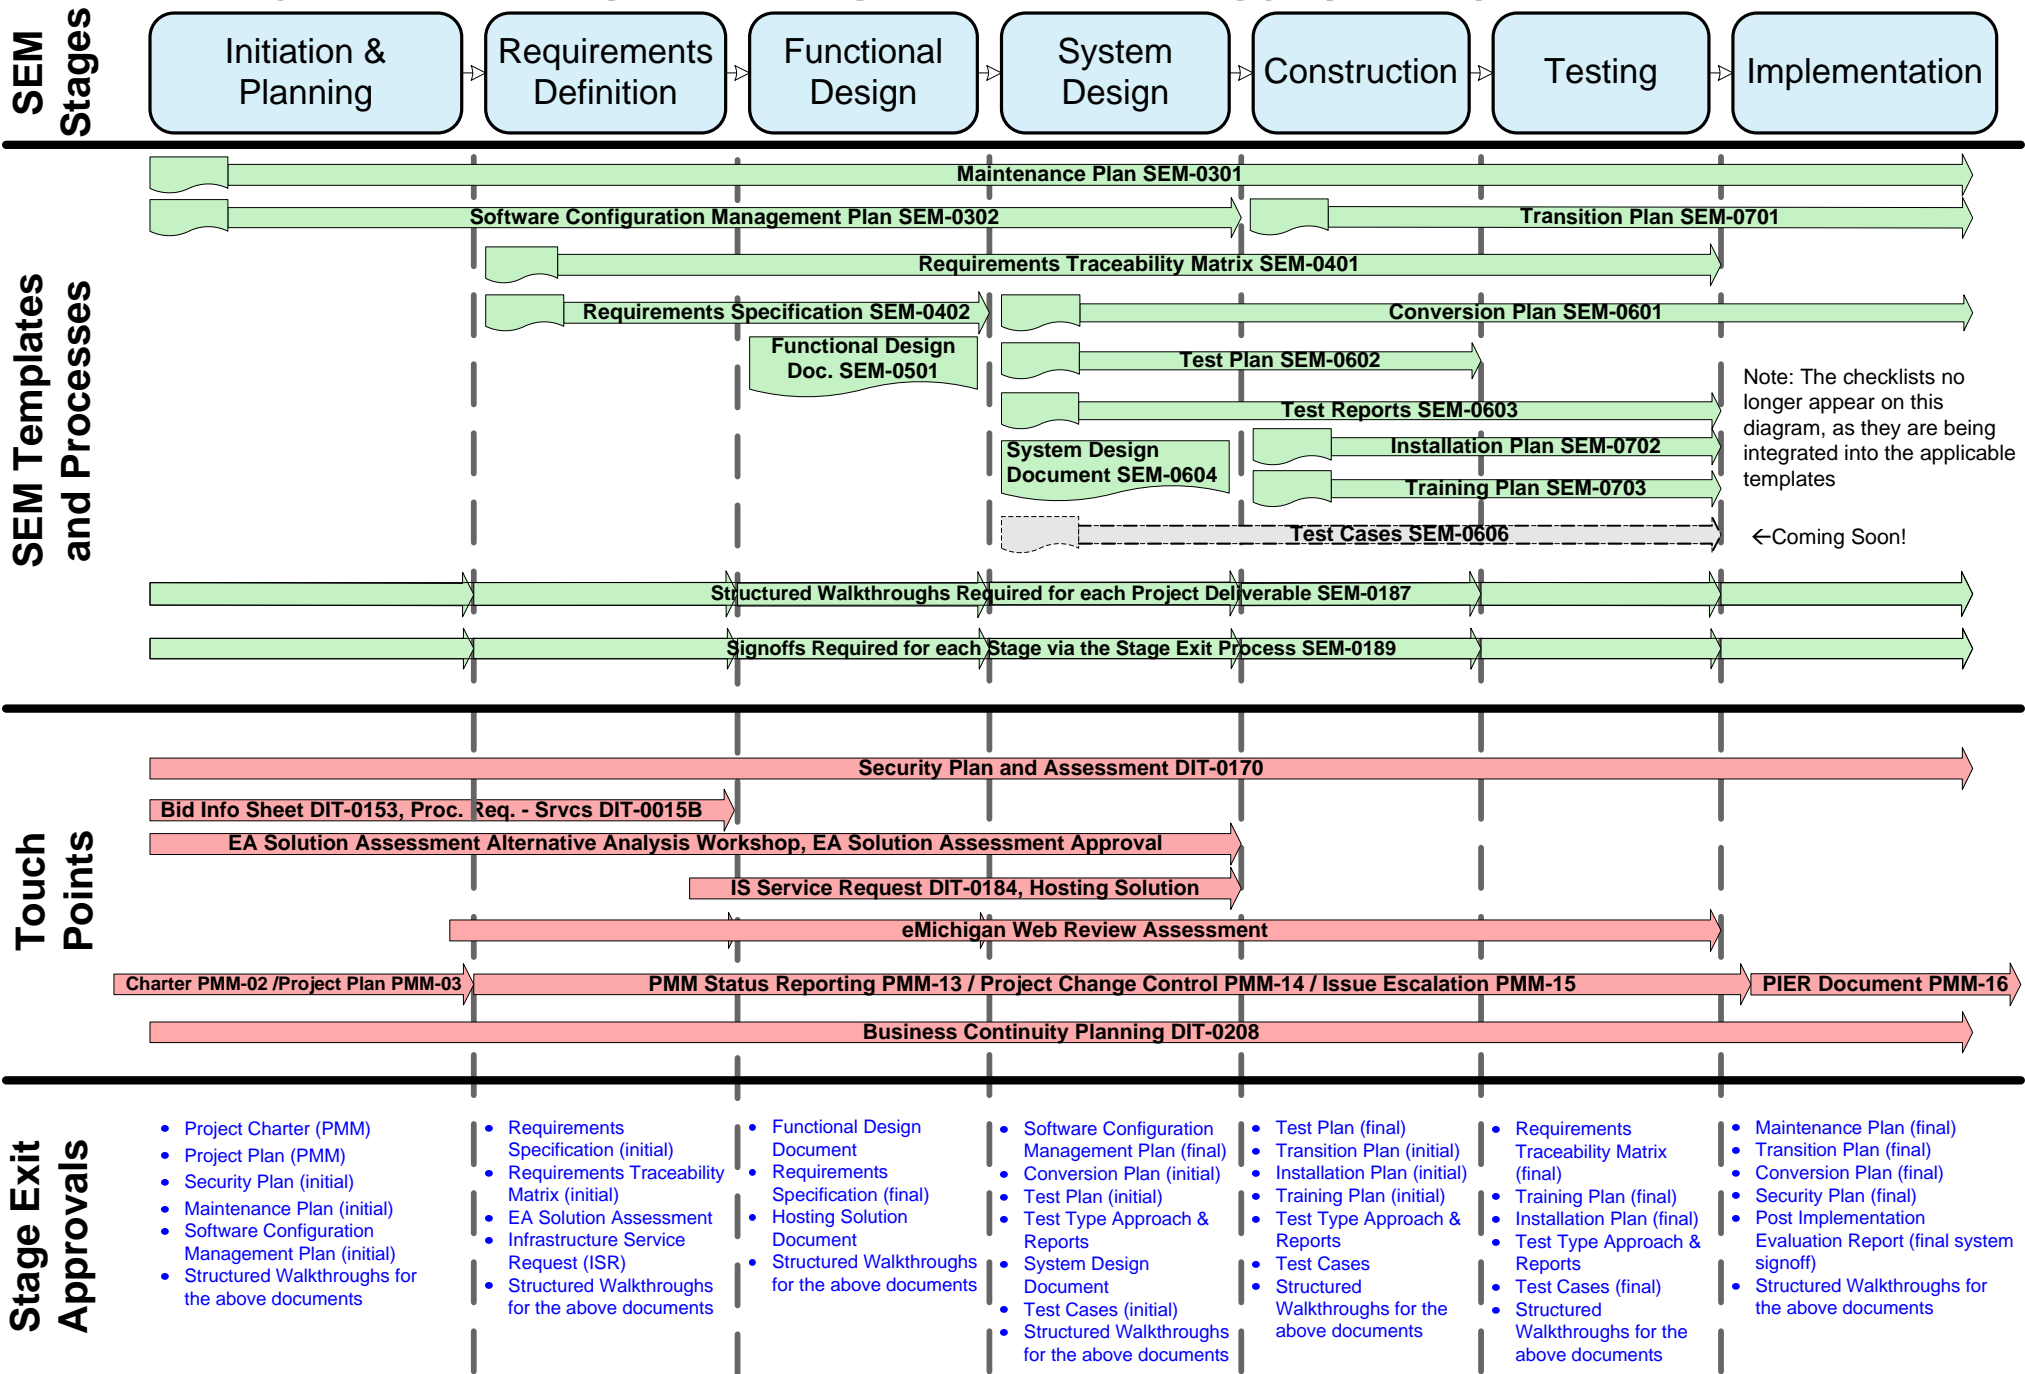 SEM
Stages
Initiation &
Planning
Requirements
Definition
Functional
Design
System
Design
Construction
Testing
Implementation
SEM Templates
and Processes
Maintenance Plan SEM-0301
Software Configuration Management Plan SEM-0302
Transition Plan SEM-0701
Requirements Traceability Matrix SEM-0401
Requirements Specification SEM-0402
Conversion Plan SEM-0601
Functional Design
Doc. SEM-0501
Test Plan SEM-0602
Note: The checklists no
longer appear on this
diagram, as they are being
integrated into the applicable
templates
Test Reports SEM-0603
System Design
Document SEM-0604
Installation Plan SEM-0702
Training Plan SEM-0703
Test Cases SEM-0606
←Coming Soon!
Structured Walkthroughs Required for each Project Deliverable SEM-0187
Signoffs Required for each Stage via the Stage Exit Process SEM-0189
Touch
Points
Security Plan and Assessment DIT-0170
Bid Info Sheet DIT-0153, Proc. Req. - Srvcs DIT-0015B
EA Solution Assessment Alternative Analysis Workshop, EA Solution Assessment Approval
IS Service Request DIT-0184, Hosting Solution
eMichigan Web Review Assessment
Charter PMM-02 /Project Plan PMM-03
PMM Status Reporting PMM-13 / Project Change Control PMM-14 / Issue Escalation PMM-15
PIER Document PMM-16
Business Continuity Planning DIT-0208
Stage Exit
Approvals
• Project Charter (PMM)
• Project Plan (PMM)
• Security Plan (initial)
• Maintenance Plan (initial)
• Software Configuration
Management Plan (initial)
• Structured Walkthroughs for
the above documents
• Requirements
Specification (initial)
• Requirements Traceability
Matrix (initial)
• EA Solution Assessment
• Infrastructure Service
Request (ISR)
• Structured Walkthroughs
for the above documents
• Functional Design
Document
• Requirements
Specification (final)
• Hosting Solution
Document
• Structured Walkthroughs
for the above documents
• Software Configuration
Management Plan (final)
• Conversion Plan (initial)
• Test Plan (initial)
• Test Type Approach &
Reports
• System Design
Document
• Test Cases (initial)
• Structured Walkthroughs
for the above documents
• Test Plan (final)
• Transition Plan (initial)
• Installation Plan (initial)
• Training Plan (initial)
• Test Type Approach &
Reports
• Test Cases
• Structured
Walkthroughs for the
above documents
• Requirements
Traceability Matrix
(final)
• Training Plan (final)
• Installation Plan (final)
• Test Type Approach &
Reports
• Test Cases (final)
• Structured
Walkthroughs for the
above documents
• Maintenance Plan (final)
• Transition Plan (final)
• Conversion Plan (final)
• Security Plan (final)
• Post Implementation
Evaluation Report (final system
signoff)
• Structured Walkthroughs for
the above documents